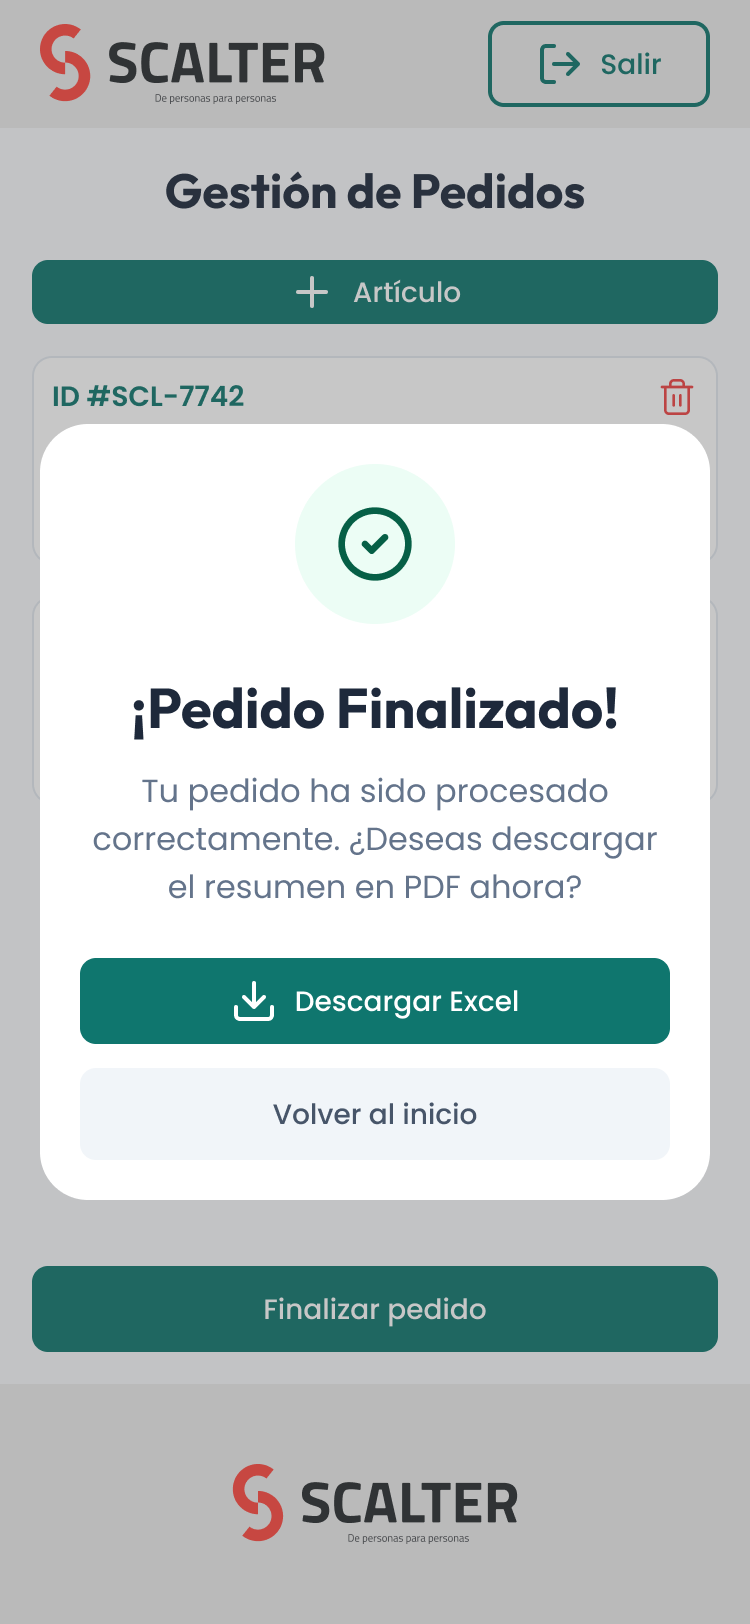 SCALTER
De personas para personas
Salir
Gestión de Pedidos
Artículo
ID #SCL-7742
¡Pedido Finalizado!
Tu pedido ha sido procesado
correctamente. ¿Deseas descargar
el resumen en PDF ahora?
Descargar Excel
Volver al inicio
Finalizar pedido
SCALTER
De personas para personas